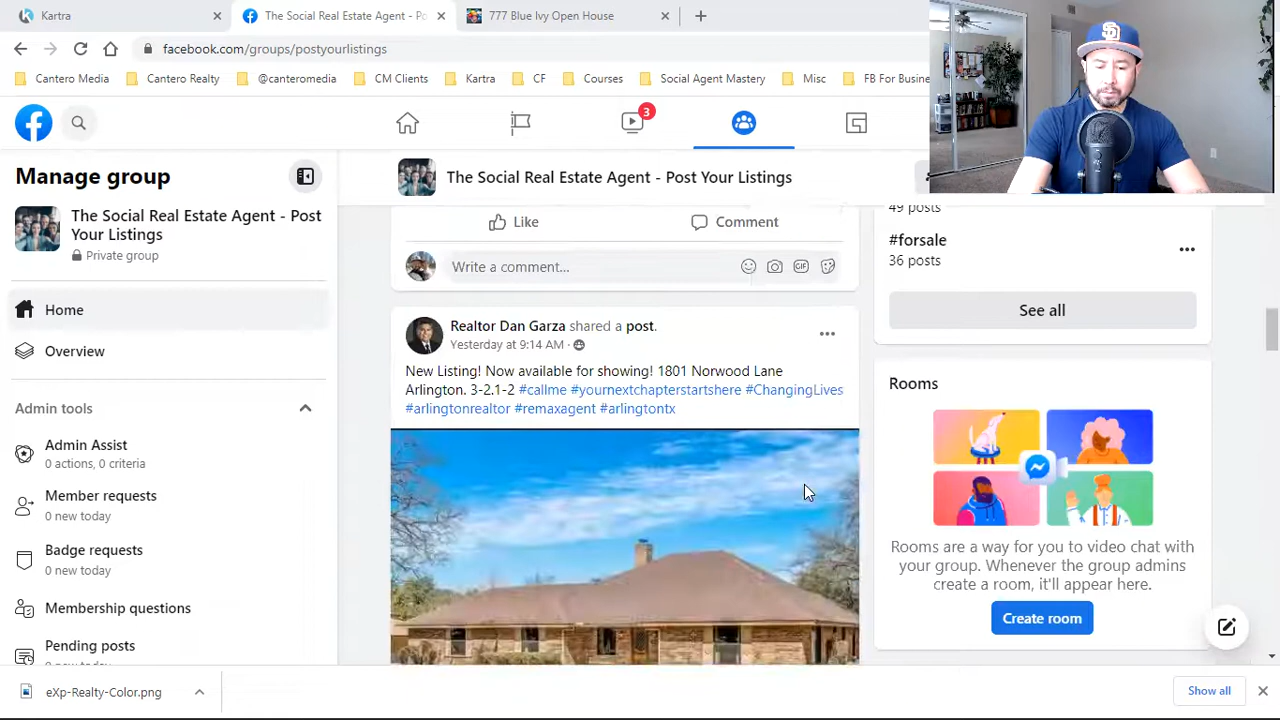 Kartra
The Social Real Estate Agent - Po
777 Blue Ivy Open House
facebook.com/groups/postyourlistings
Cantero Media
Cantero Realty
@canteromedia
CM Clients
Kartra
CF
Courses
Social Agent Mastery
Misc
FB For Busine
SD
3
Manage group
The Social Real Estate Agent - Post Your Listings
The Social Real Estate Agent - Post
Your Listings
Private group
Home
Overview
Admin tools
Admin Assist
0 actions, 0 criteria
Member requests
0 new today
Badge requests
0 new today
Membership questions
Pending posts
0 new today
Like
Comment
Write a comment...
GIF
Realtor Dan Garza shared a post.
Yesterday at 9:14 AM ·
New Listing! Now available for showing! 1801 Norwood Lane
Arlington. 3-2.1-2 #callme #yournextchapterstartshere #ChangingLives
#arlingtonrealtor #remaxagent #arlingtontx
49 posts
#forsale
36 posts
See all
Rooms
Rooms are a way for you to video chat with
your group. Whenever the group admins
create a room, it'll appear here.
Create room
eXp-Realty-Color.png
Show all